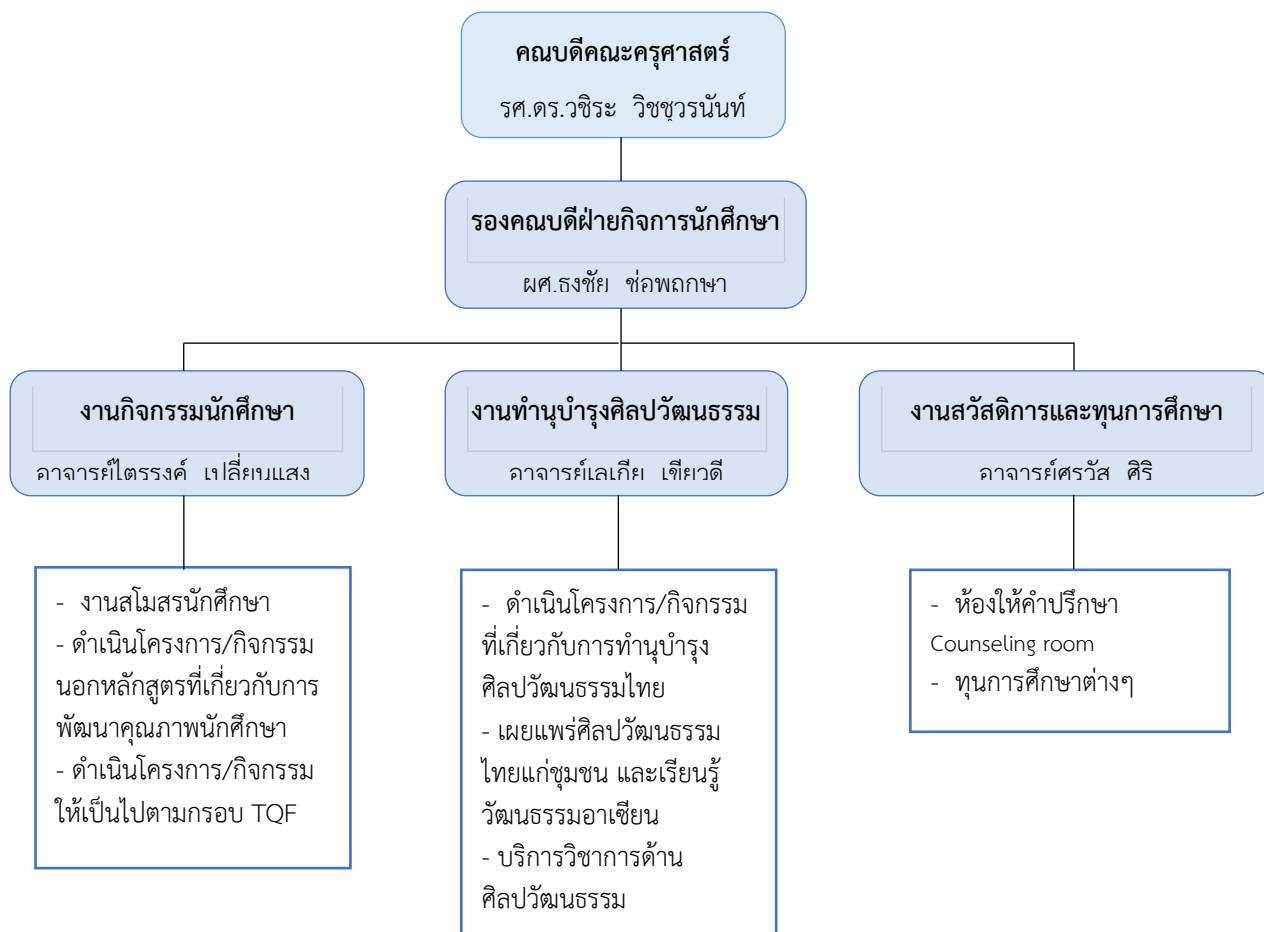 คณบดีคณะครุศาสตร์
รศ.ดร.วชิระ วิชชุวรนันท์
รองคณบดีฝ่ายกิจการนักศึกษา
ผศ.ธงชัย ช่อพฤกษา
งานกิจกรรมนักศึกษา
อาจารย์ไตรรงค์ เปลี่ยนแสง
งานทำนุบำรุงศิลปวัฒนธรรม
อาจารย์เลเกีย เขียวดี
งานสวัสดิการและทุนการศึกษา
อาจารย์ศรวัส ศิริ
- งานสโมสรนักศึกษา
- ดำเนินโครงการ/กิจกรรม
นอกหลักสูตรที่เกี่ยวกับการ
พัฒนาคุณภาพนักศึกษา
- ดำเนินโครงการ/กิจกรรม
ให้เป็นไปตามกรอบ TQF
- ดำเนินโครงการ/กิจกรรม
ที่เกี่ยวกับการทำนุบำรุง
ศิลปวัฒนธรรมไทย
- เผยแพร่ศิลปวัฒนธรรม
ไทยแก่ชุมชน และเรียนรู้
วัฒนธรรมอาเซียน
- บริการวิชาการด้าน
ศิลปวัฒนธรรม
- ห้องให้คำปรึกษา
Counseling room
- ทุนการศึกษาต่างๆ